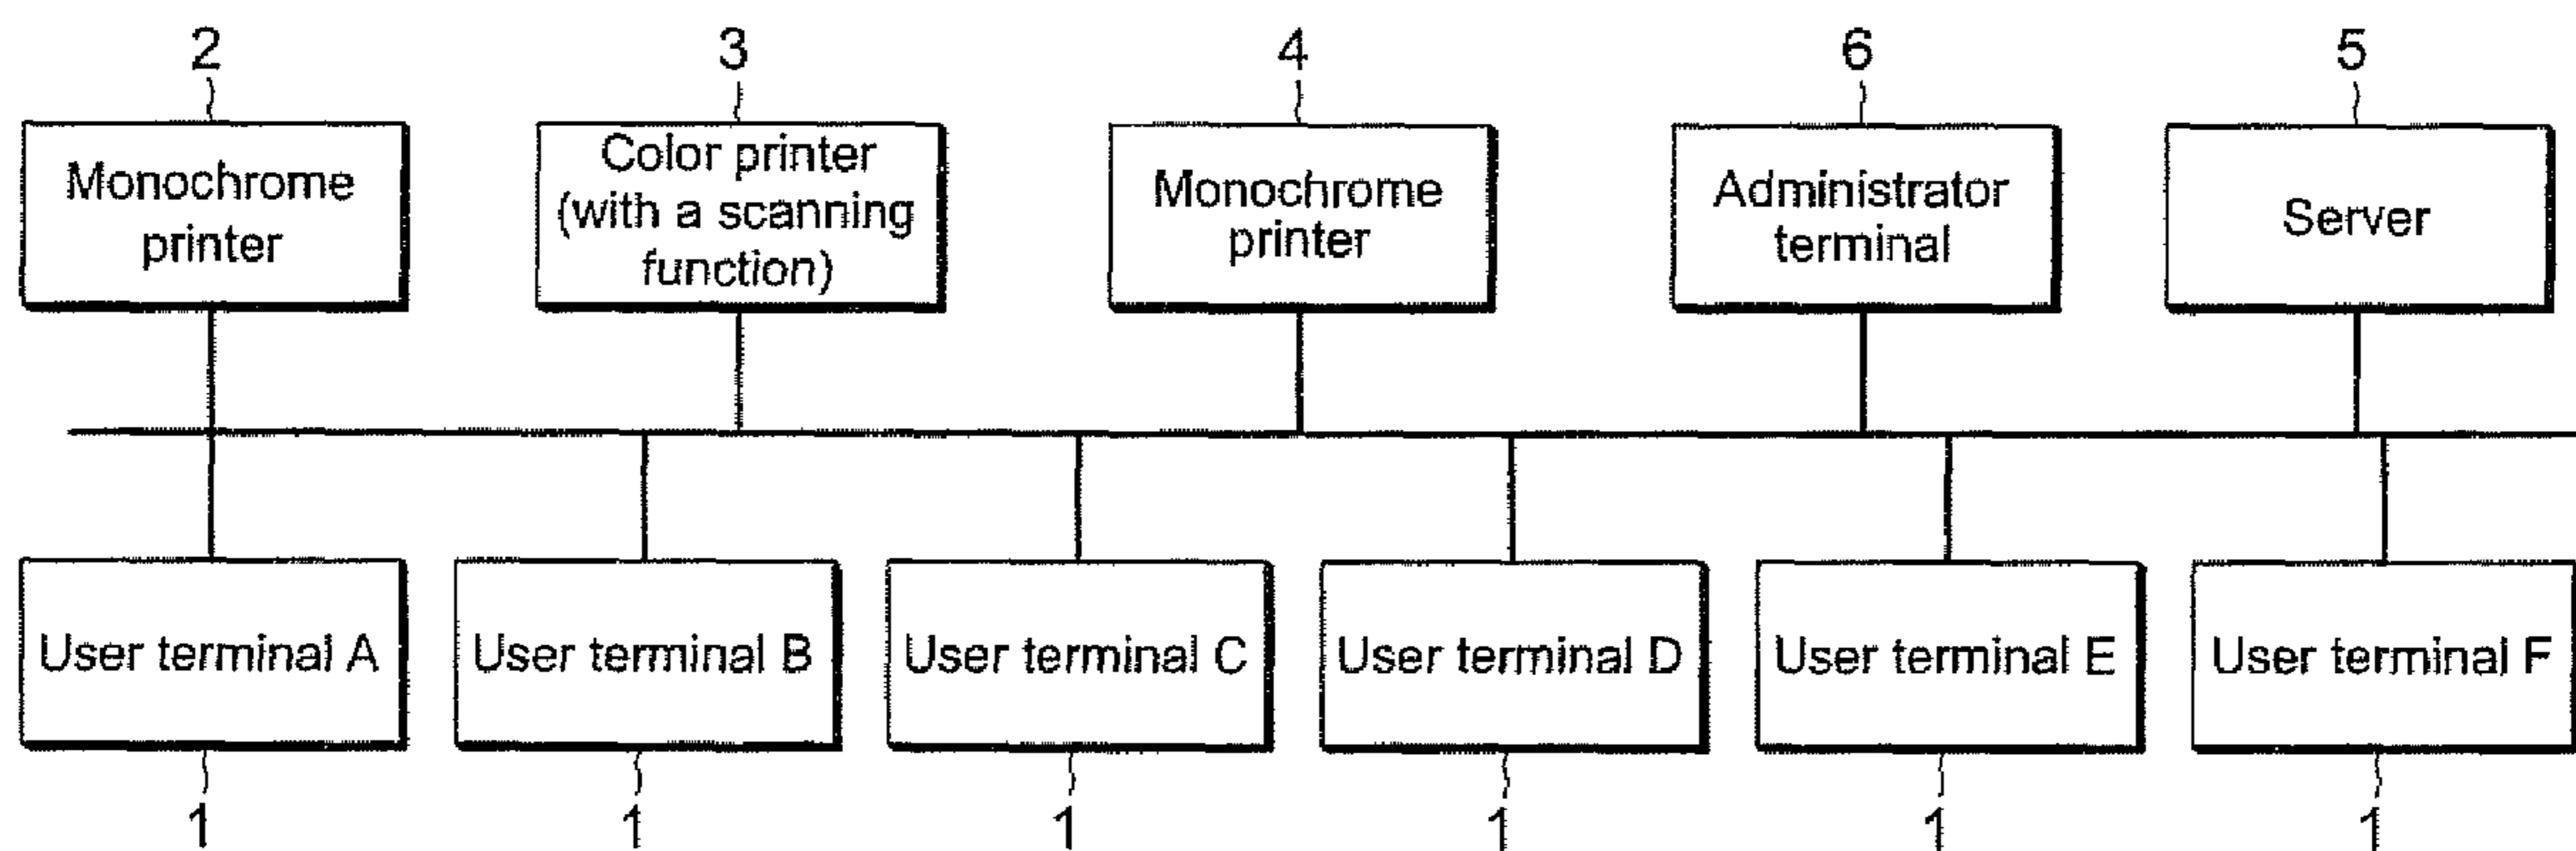 2
3
4
6
5
Monochrome
printer
Color printer
(with a scanning
function)
Monochrome
printer
Administrator
terminal
Server
User terminal A
User terminal B
User terminal C
User terminal D
User terminal E
User terminal F
1
1
1
1
1
1